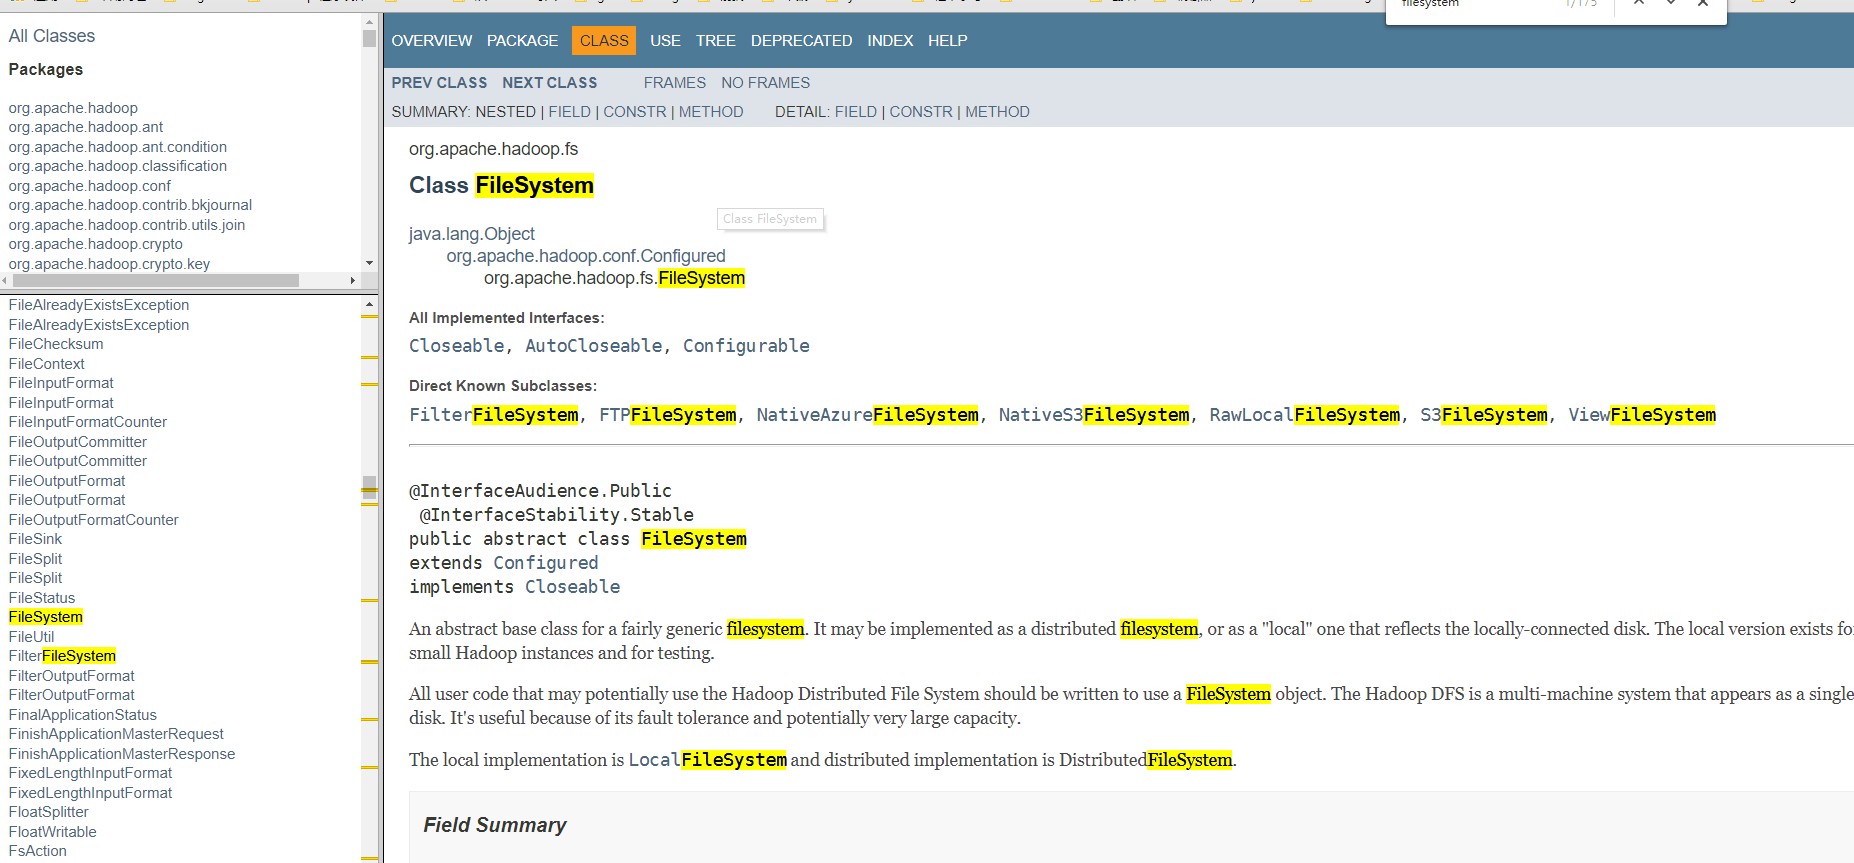 filesystem
1/175
All Classes
Packages
org.apache.hadoop
org.apache.hadoop.ant
org.apache.hadoop.ant.condition
org.apache.hadoop.classification
org.apache.hadoop.conf
org.apache.hadoop.contrib.bkjournal
org.apache.hadoop.contrib.utils.join
org.apache.hadoop.crypto
org.apache.hadoop.crypto.key
FileAlreadyExistsException
FileAlreadyExistsException
FileChecksum
FileContext
FileInputFormat
FileInputFormat
FileInputFormatCounter
FileOutputCommitter
FileOutputCommitter
FileOutputFormat
FileOutputFormat
FileOutputFormatCounter
FileSink
FileSplit
FileSplit
FileStatus
FileSystem
FileUtil
FilterFileSystem
FilterOutputFormat
FilterOutputFormat
FinalApplicationStatus
FinishApplicationMasterRequest
FinishApplicationMasterResponse
FixedLengthInputFormat
FixedLengthInputFormat
FloatSplitter
FloatWritable
FsAction
OVERVIEW PACKAGE CLASS USE TREE DEPRECATED INDEX HELP
PREV CLASS NEXT CLASS FRAMES NO FRAMES
SUMMARY: NESTED | FIELD | CONSTR | METHOD DETAIL: FIELD | CONSTR | METHOD
org.apache.hadoop.fs
Class FileSystem
Class FileSystem
java.lang.Object
org.apache.hadoop.conf.Configured
org.apache.hadoop.fs.FileSystem
All Implemented Interfaces:
Closeable, AutoCloseable, Configurable
Direct Known Subclasses:
FilterFileSystem, FTPFileSystem, NativeAzureFileSystem, NativeS3FileSystem, RawLocalFileSystem, S3FileSystem, ViewFileSystem
@InterfaceAudience.Public
@InterfaceStability.Stable
public abstract class FileSystem
extends Configured
implements Closeable
An abstract base class for a fairly generic filesystem. It may be implemented as a distributed filesystem, or as a "local" one that reflects the locally-connected disk. The local version exists fo
small Hadoop instances and for testing.
All user code that may potentially use the Hadoop Distributed File System should be written to use a FileSystem object. The Hadoop DFS is a multi-machine system that appears as a single
disk. It's useful because of its fault tolerance and potentially very large capacity.
The local implementation is LocalFileSystem and distributed implementation is DistributedFileSystem.
Field Summary